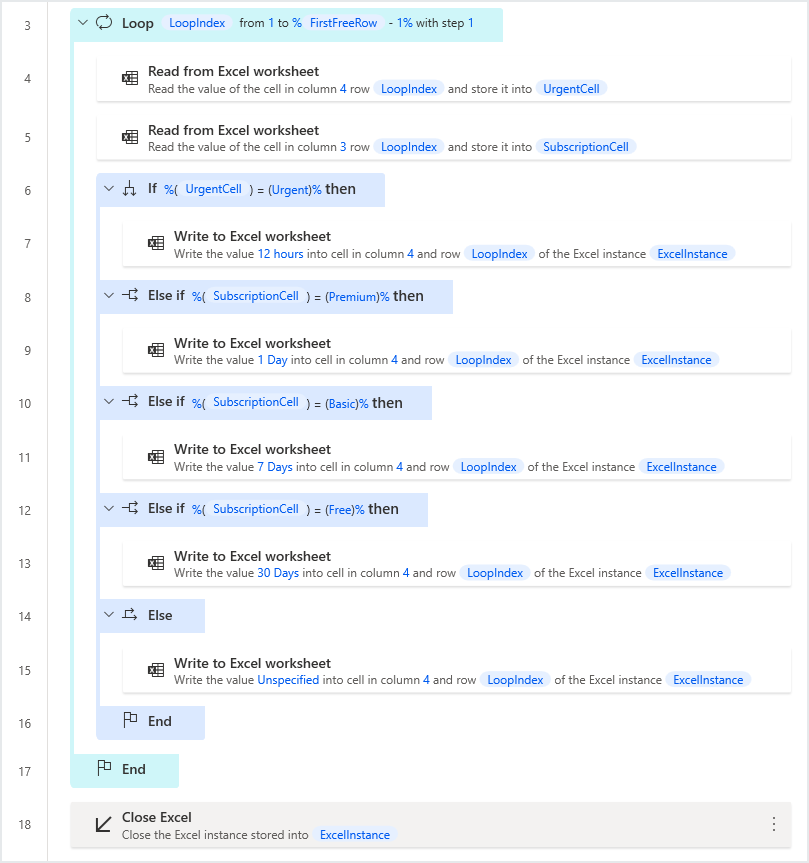 3 Loop LoopIndex from 1 to % FirstFreeRow - 1% with step 1
4 Read from Excel worksheet
Read the value of the cell in column 4 row LoopIndex and store it into UrgentCell
5 Read from Excel worksheet
Read the value of the cell in column 3 row LoopIndex and store it into SubscriptionCell
6 If %( UrgentCell ) = (Urgent)% then
7 Write to Excel worksheet
Write the value 12 hours into cell in column 4 and row LoopIndex of the Excel instance ExcelInstance
8 Else if %( SubscriptionCell ) = (Premium)% then
9 Write to Excel worksheet
Write the value 1 Day into cell in column 4 and row LoopIndex of the Excel instance ExcelInstance
10 Else if %( SubscriptionCell ) = (Basic)% then
11 Write to Excel worksheet
Write the value 7 Days into cell in column 4 and row LoopIndex of the Excel instance ExcelInstance
12 Else if %( SubscriptionCell ) = (Free)% then
13 Write to Excel worksheet
Write the value 30 Days into cell in column 4 and row LoopIndex of the Excel instance ExcelInstance
14 Else
15 Write to Excel worksheet
Write the value Unspecified into cell in column 4 and row LoopIndex of the Excel instance ExcelInstance
16 End
17 End
18 Close Excel
Close the Excel instance stored into ExcelInstance